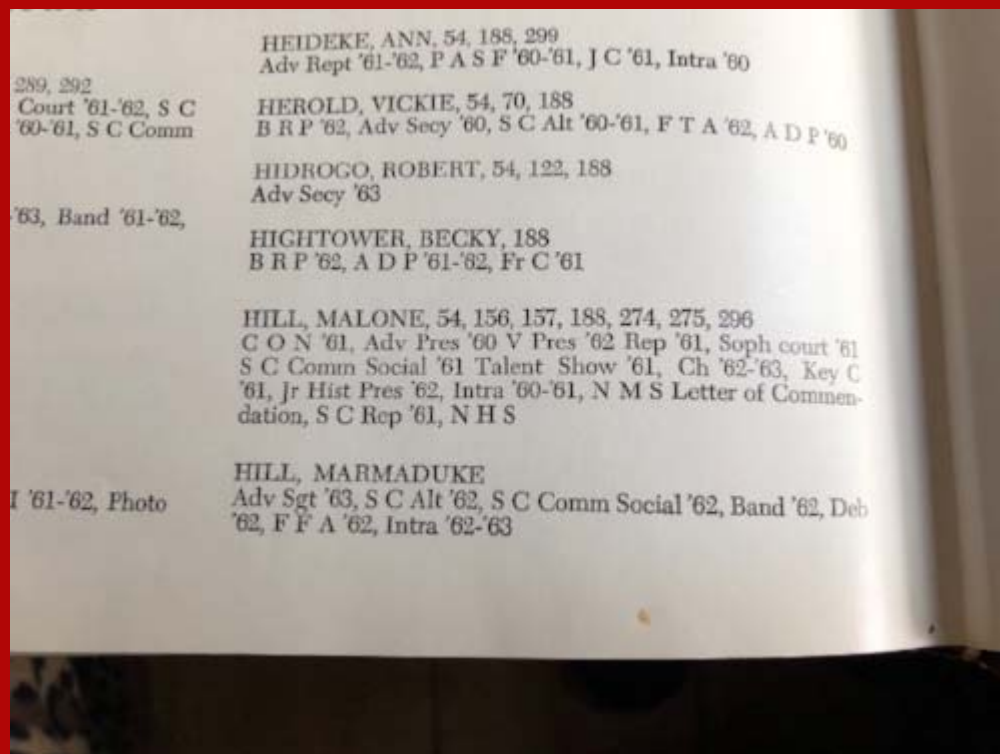 289, 292
Court '61-'62, S C
'60-'61, S C Comm
'63, Band '61-'62,
'61-'62, Photo
HEIDEKE, ANN, 54, 188, 299
Adv Rept '61-'62, P A S F '60-'61, J C '61, Intra '60
HEROLD, VICKIE, 54, 70, 188
B R P '62, Adv Secy '60, S C Alt '60-'61, F T A '62, A D P '60
HIDROGO, ROBERT, 54, 122, 188
Adv Secy '63
HIGHTOWER, BECKY, 188
B R P '62, A D P '61-'62, Fr C '61
HILL, MALONE, 54, 156, 157, 188, 274, 275, 296
C O N '61, Adv Pres '60 V Pres '62 Rep '61, Soph court '61
S C Comm Social '61 Talent Show '61, Ch '62-'63, Key C
'61, Jr Hist Pres '62, Intra '60-'61, N M S Letter of Commen-
dation, S C Rep '61, N H S
HILL, MARMADUKE
Adv Sgt '63, S C Alt '62, S C Comm Social '62, Band '62, Deb
'62, F F A '62, Intra '62-'63